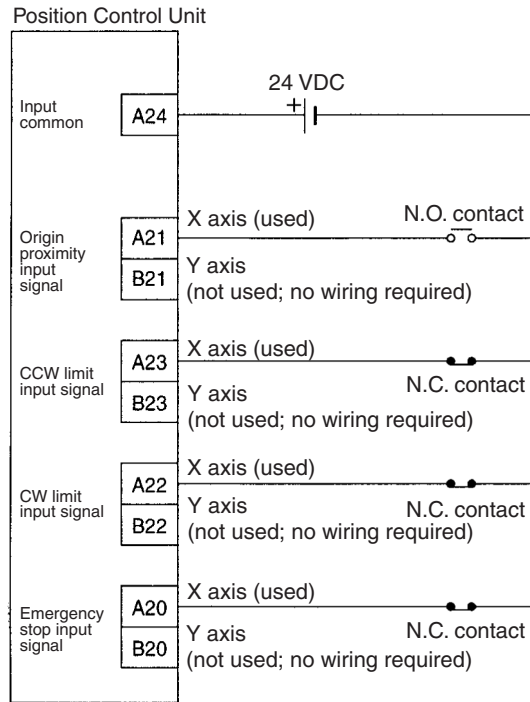 Position Control Unit
24 VDC
+
Input
common
A24
X axis (used)
N.O. contact
Origin
proximity
input
signal
A21
B21
Y axis
(not used; no wiring required)
X axis (used)
CCW limit
input signal
A23
B23
N.C. contact
Y axis
(not used; no wiring required)
X axis (used)
CW limit
input signal
A22
B22
N.C. contact
Y axis
(not used; no wiring required)
X axis (used)
Emergency
stop input
signal
A20
B20
N.C. contact
Y axis
(not used; no wiring required)